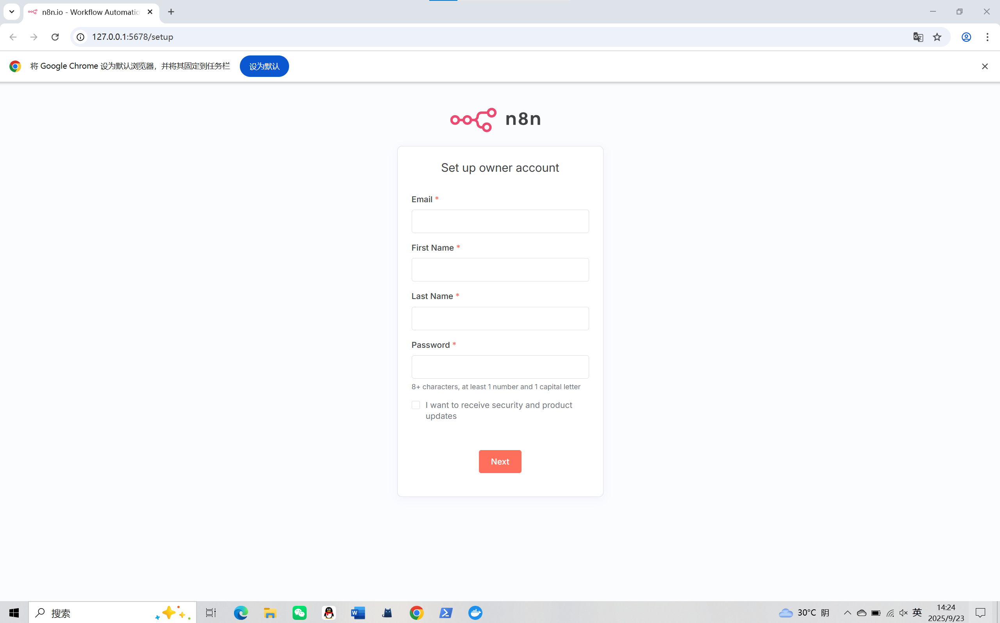 n8n.io - Workflow Automatio
127.0.0.1:5678/setup
将 Google Chrome 设为默认浏览器，并将其固定到任务栏
设为默认
n8n
Set up owner account
Email *
First Name *
Last Name *
Password *
8+ characters, at least 1 number and 1 capital letter
I want to receive security and product
updates
Next
搜索
30°C 阴
英
14:24
2025/9/23